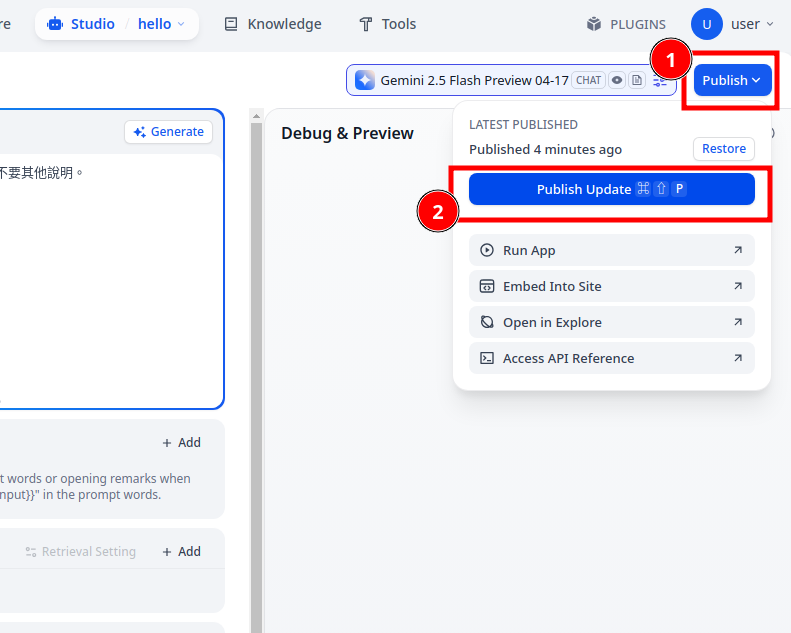 re
Studio / hello
Knowledge
Tools
PLUGINS
U user
1
Gemini 2.5 Flash Preview 04-17 CHAT
Publish
Generate
Debug & Preview
LATEST PUBLISHED
Published 4 minutes ago
Restore
不要其他說明。
Publish Update ⌘ ⇧ P
2
Run App
Embed Into Site
Open in Explore
Access API Reference
+ Add
t words or opening remarks when
nput}}" in the prompt words.
Retrieval Setting
+ Add